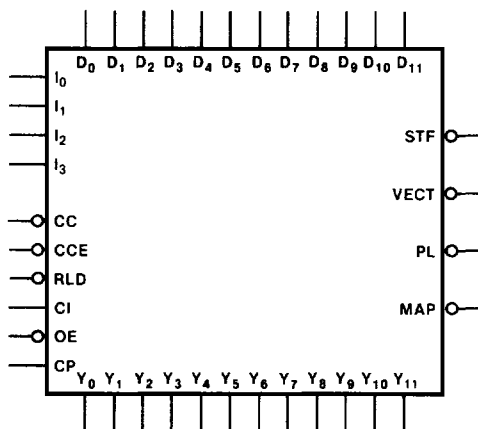 D0 D1 D2 D3 D4 D5 D6 D7 D8 D9 D10 D11
I0
I1
I2
STF
I3
VECT
CC
CCE
PL
RLD
CI
MAP
OE
CP
Y0 Y1 Y2 Y3 Y4 Y5 Y6 Y7 Y8 Y9 Y10 Y11